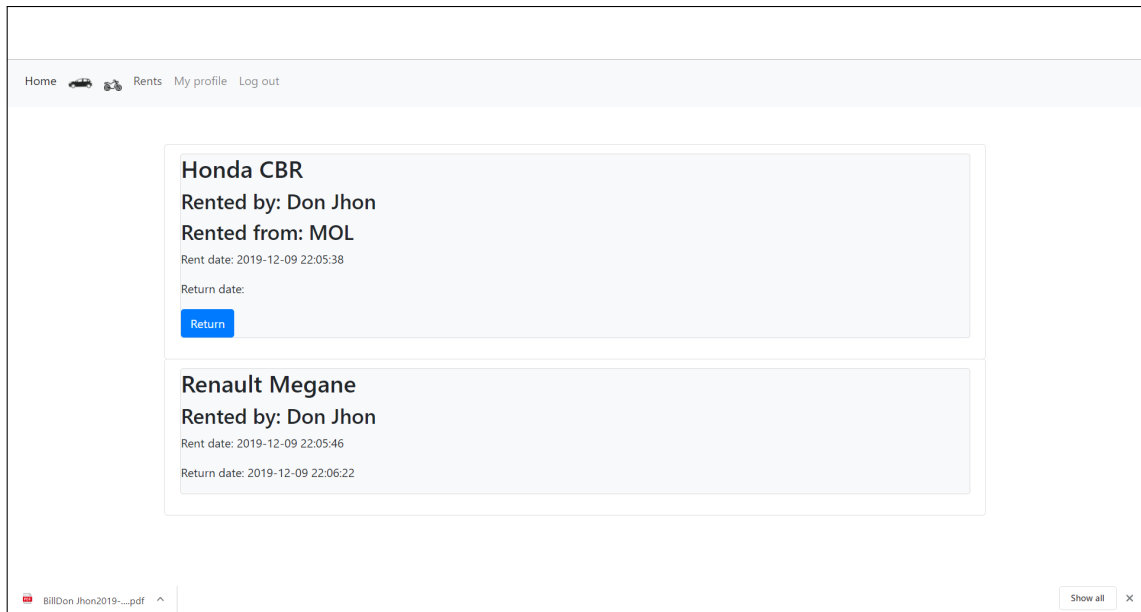 Home Rents My profile Log out
Honda CBR
Rented by: Don Jhon
Rented from: MOL
Rent date: 2019-12-09 22:05:38
Return date:
Return
Renault Megane
Rented by: Don Jhon
Rent date: 2019-12-09 22:05:46
Return date: 2019-12-09 22:06:22
BillDon Jhon2019-....pdf Show all